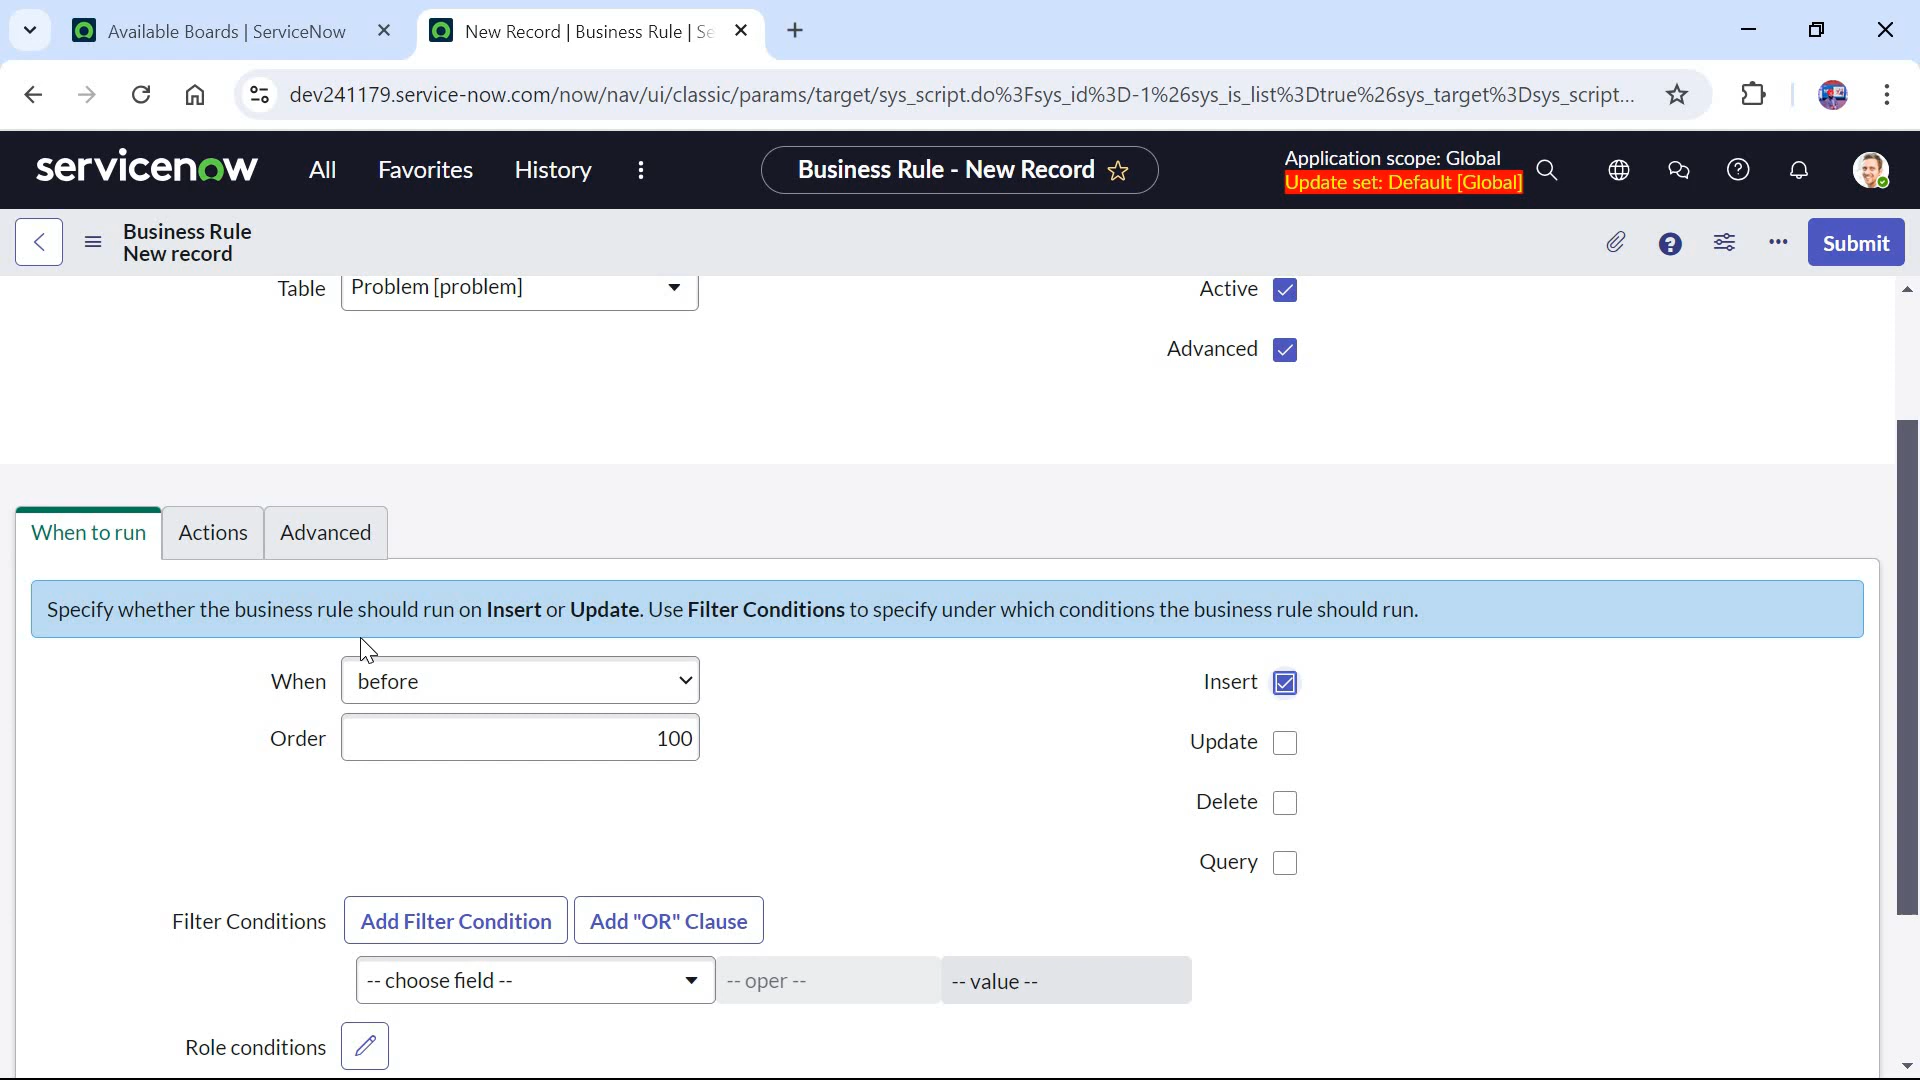 Available Boards | ServiceNow
New Record | Business Rule | Se
dev241179.service-now.com/now/nav/ui/classic/params/target/sys_script.do%3Fsys_id%3D-1%26sys_is_list%3Dtrue%26sys_target%3Dsys_script...
servicenow
All
Favorites
History
Business Rule - New Record
Application scope: Global
Update set: Default [Global]
Business Rule
New record
Submit
Table
Problem [problem]
Active
Advanced
When to run
Actions
Advanced
Specify whether the business rule should run on Insert or Update. Use Filter Conditions to specify under which conditions the business rule should run.
When
before
Insert
Order
100
Update
Delete
Query
Filter Conditions
Add Filter Condition
Add "OR" Clause
-- choose field --
-- oper --
-- value --
Role conditions